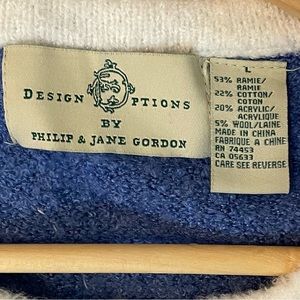 DESIGN OPTIONS
BY
PHILIP & JANE GORDON
L
53% RAMIE/
RAMIE
22% COTTON/
COTON
20% ACRYLIC/
ACRYLIQUE
5% WOOL/LAINE
MADE IN CHINA
FABRIQUE A CHINE
RN 74453
CA 05633
CARE SEE REVERSE